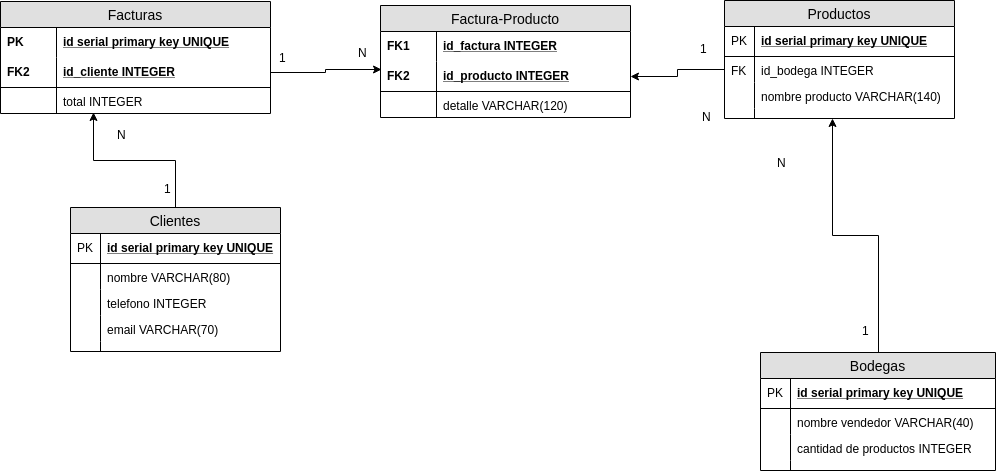 Facturas
PK id serial primary key UNIQUE
FK2 id_cliente INTEGER
total INTEGER
1
N
Factura-Producto
FK1 id_factura INTEGER
FK2 id_producto INTEGER
detalle VARCHAR(120)
1
N
Productos
PK id serial primary key UNIQUE
FK id_bodega INTEGER
nombre producto VARCHAR(140)
N
1
Clientes
PK id serial primary key UNIQUE
nombre VARCHAR(80)
telefono INTEGER
email VARCHAR(70)
N
1
Bodegas
PK id serial primary key UNIQUE
nombre vendedor VARCHAR(40)
cantidad de productos INTEGER